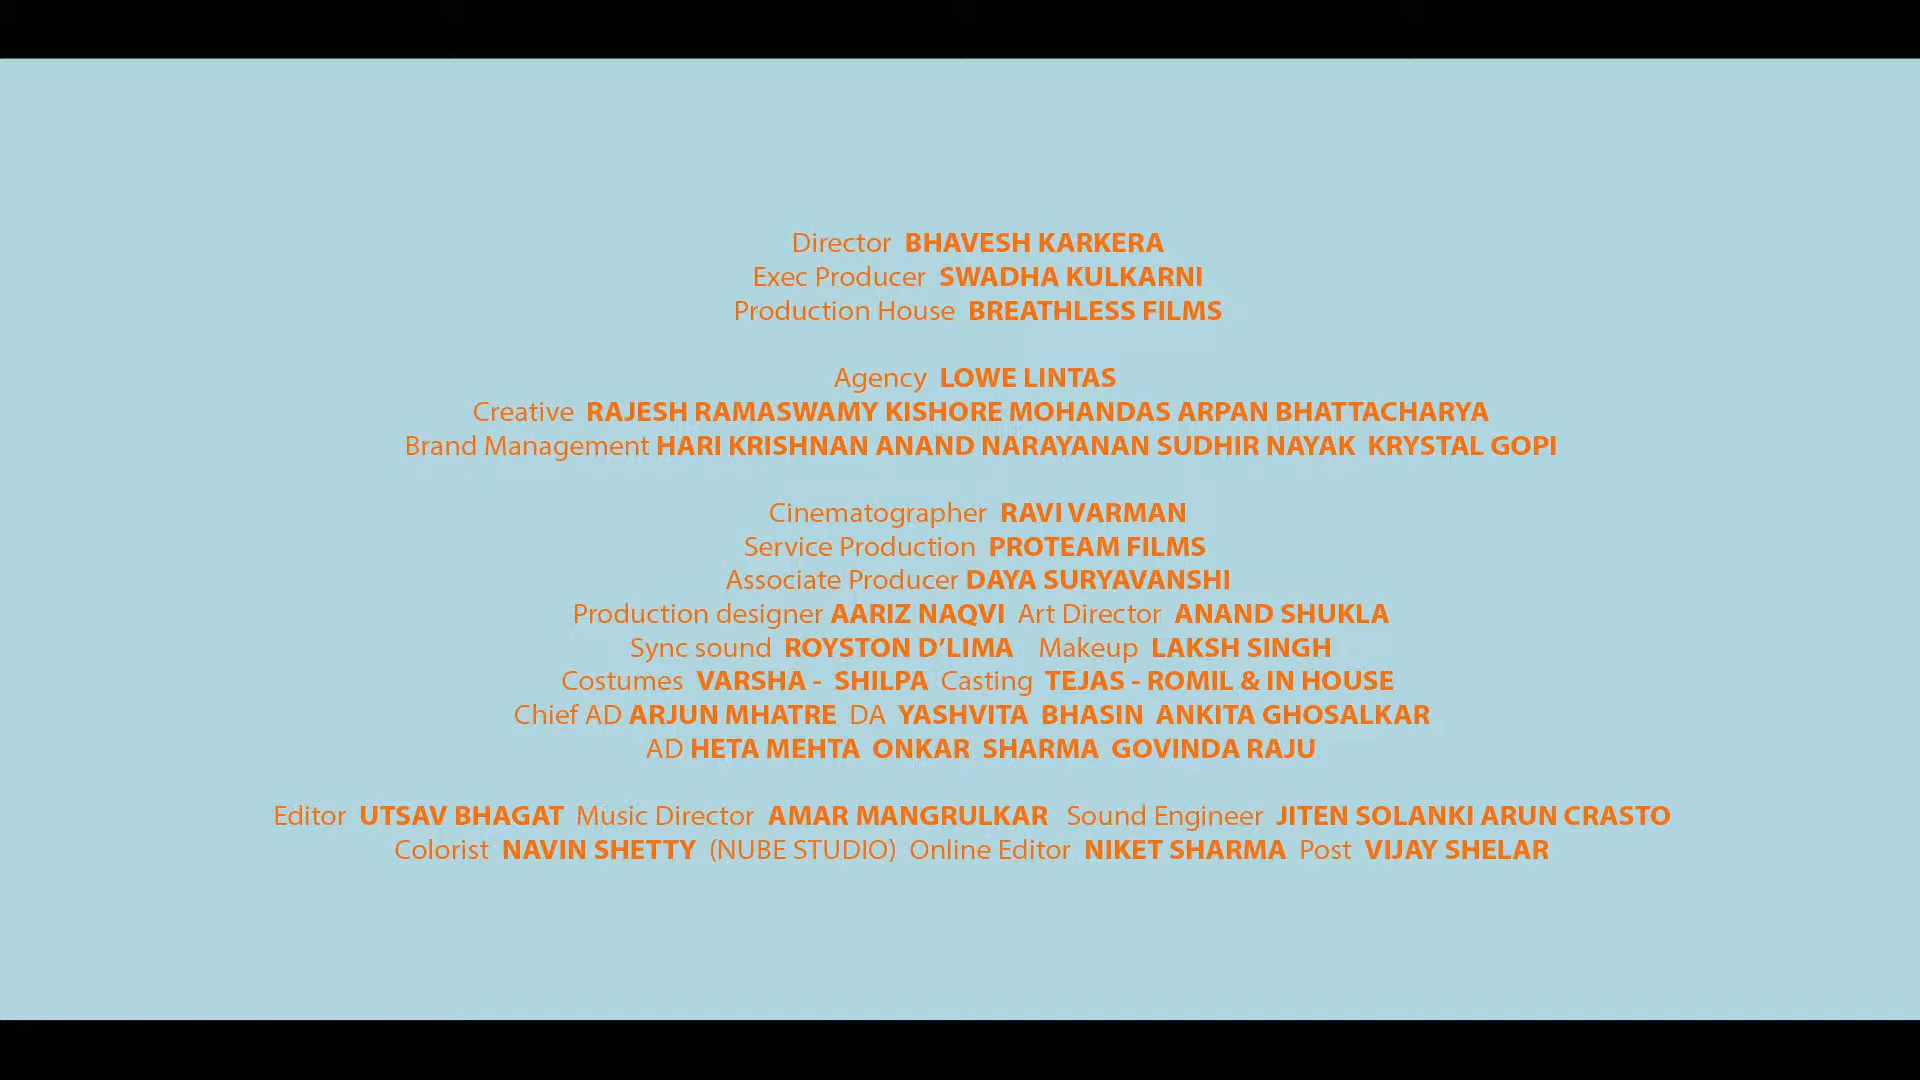 Director BHAVESH KARKERA
Exec Producer SWADHA KULKARNI
Production House BREATHLESS FILMS
Agency LOWE LINTAS
Creative RAJESH RAMASWAMY KISHORE MOHANDAS ARPAN BHATTACHARYA
Brand Management HARI KRISHNAN ANAND NARAYANAN SUDHIR NAYAK KRYSTAL GOPI
Cinematographer RAVI VARMAN
Service Production PROTEAM FILMS
Associate Producer DAYA SURYAVANSHI
Production designer AARIZ NAQVI Art Director ANAND SHUKLA
Sync sound ROYSTON D’LIMA Makeup LAKSH SINGH
Costumes VARSHA - SHILPA Casting TEJAS - ROMIL & IN HOUSE
Chief AD ARJUN MHATRE DA YASHVITA BHASIN ANKITA GHOSALKAR
AD HETA MEHTA ONKAR SHARMA GOVINDA RAJU
Editor UTSAV BHAGAT Music Director AMAR MANGRULKAR Sound Engineer JITEN SOLANKI ARUN CRASTO
Colorist NAVIN SHETTY (NUBE STUDIO) Online Editor NIKET SHARMA Post VIJAY SHELAR